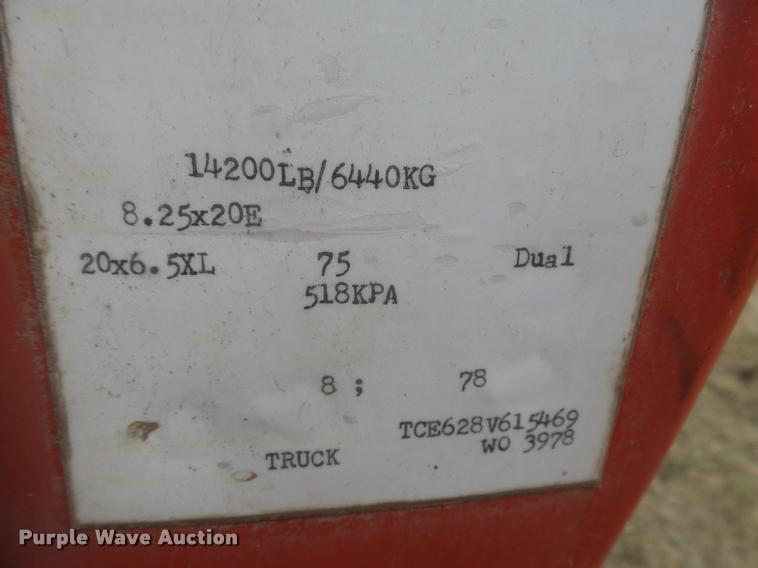 14200LB/6440KG
8.25x20E
20x6.5XL 75 Dual
518KPA
8 ; 78
TCE628V615469
TRUCK WO 3978
Purple Wave Auction